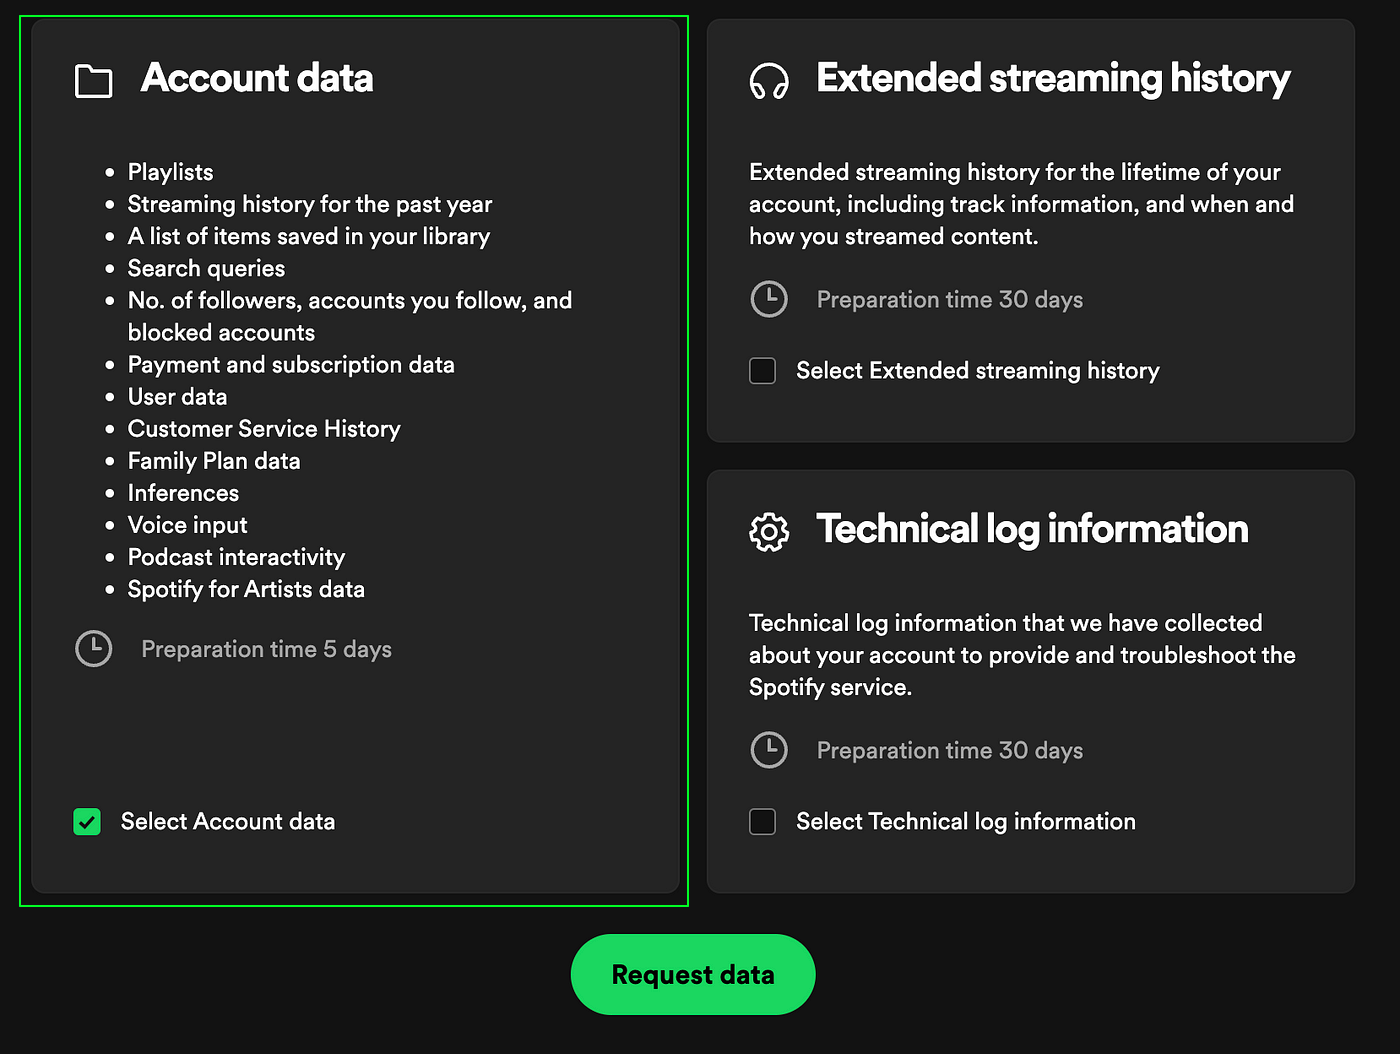 Account data
Playlists
Streaming history for the past year
A list of items saved in your library
Search queries
No. of followers, accounts you follow, and
blocked accounts
Payment and subscription data
User data
Customer Service History
Family Plan data
Inferences
Voice input
Podcast interactivity
Spotify for Artists data
Preparation time 5 days
Select Account data
Extended streaming history
Extended streaming history for the lifetime of your
account, including track information, and when and
how you streamed content.
Preparation time 30 days
Select Extended streaming history
Technical log information
Technical log information that we have collected
about your account to provide and troubleshoot the
Spotify service.
Preparation time 30 days
Select Technical log information
Request data